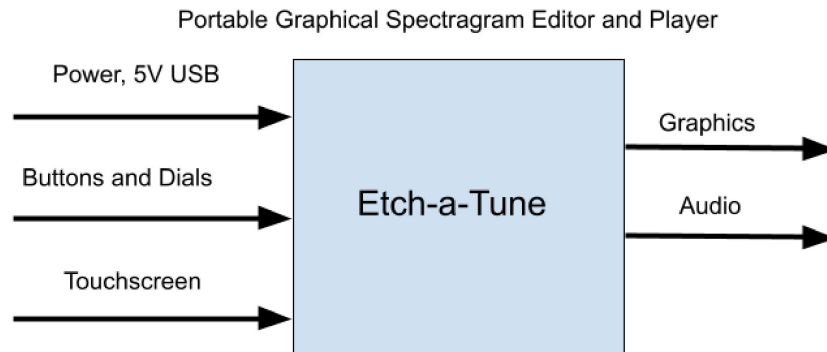 Portable Graphical Spectragram Editor and Player
Power, 5V USB
Buttons and Dials
Touchscreen
Etch-a-Tune
Graphics
Audio